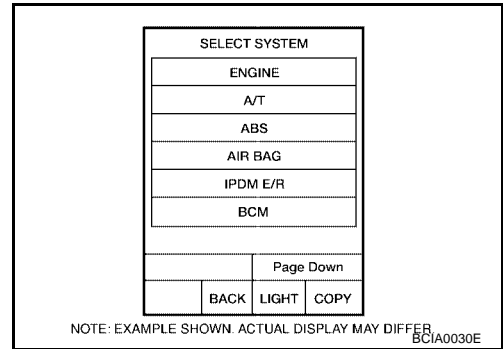 SELECT SYSTEM
ENGINE
A/T
ABS
AIR BAG
IPDM E/R
BCM
Page Down
BACK LIGHT COPY
NOTE: EXAMPLE SHOWN. ACTUAL DISPLAY MAY DIFFER.
BCIA0030E